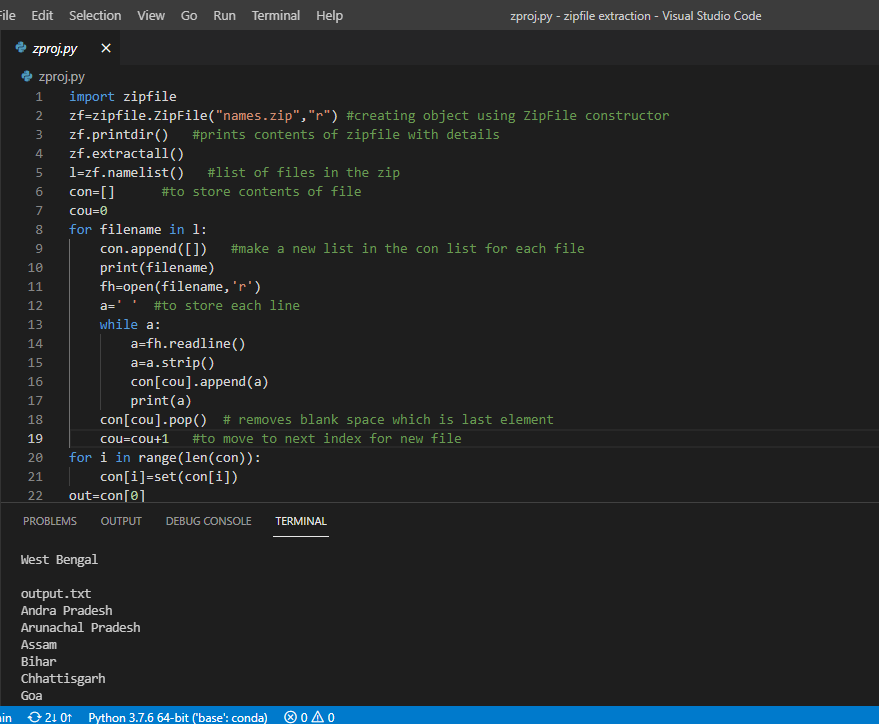 File Edit Selection View Go Run Terminal Help zproj.py - zipfile extraction - Visual Studio Code
zproj.py ×
zproj.py
1 import zipfile
2 zf=zipfile.ZipFile("names.zip","r") #creating object using ZipFile constructor
3 zf.printdir()   #prints contents of zipfile with details
4 zf.extractall()
5 l=zf.namelist()   #list of files in the zip
6 con=[]      #to store contents of file
7 cou=0
8 for filename in l:
9     con.append([])   #make a new list in the con list for each file
10     print(filename)
11     fh=open(filename,'r')
12     a=' '  #to store each line
13     while a:
14         a=fh.readline()
15         a=a.strip()
16         con[cou].append(a)
17         print(a)
18     con[cou].pop()  # removes blank space which is last element
19     cou=cou+1   #to move to next index for new file
20 for i in range(len(con)):
21     con[i]=set(con[i])
22 out=con[0]
PROBLEMS OUTPUT DEBUG CONSOLE TERMINAL
West Bengal
output.txt
Andra Pradesh
Arunachal Pradesh
Assam
Bihar
Chhattisgarh
Goa
in 2↓ 0↑ Python 3.7.6 64-bit ('base': conda) 0 0